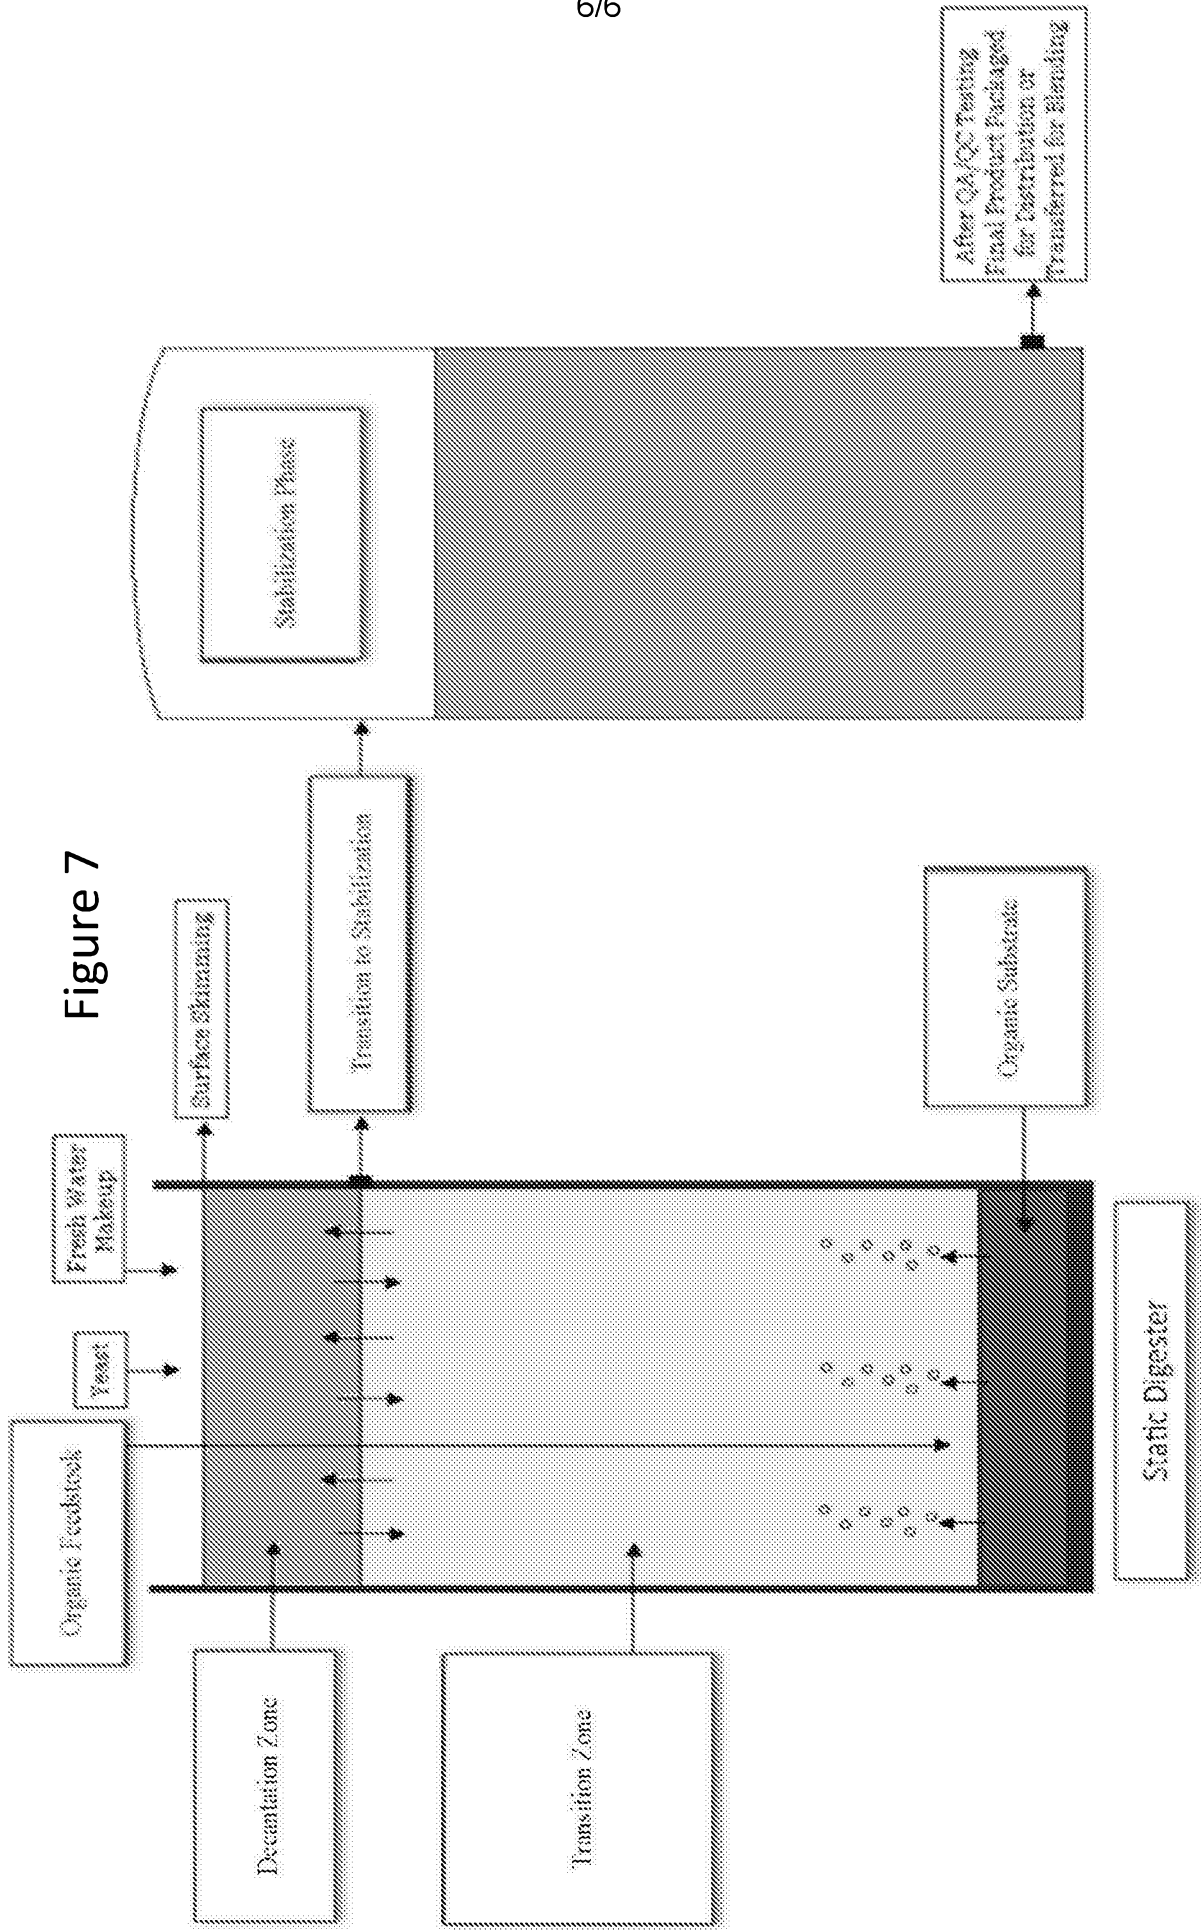 6/6
Figure 7
Organic Feedstock
Yeast
Fresh Water
Makeup
Surface Skimming
Decantation Zone
Transition to Stabilization
Stabilization Phase
Transition Zone
Organic Substrate
After QA/QC Testing
Final Product Packaged
for Distribution or
Transferred for Blending
Static Digester